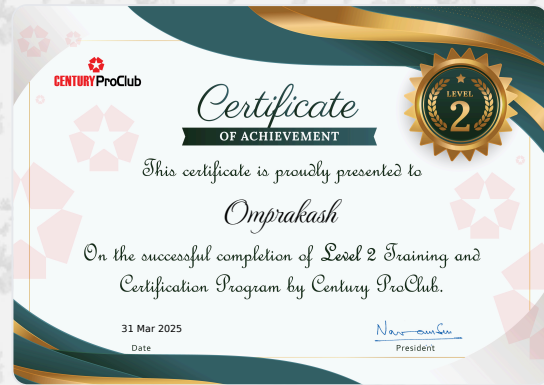 CENTURY ProClub
LEVEL
2
Certificate
OF ACHIEVEMENT
This certificate is proudly presented to
Omprakash
On the successful completion of Level 2 Training and
Certification Program by Century ProClub.
31 Mar 2025
Date
President